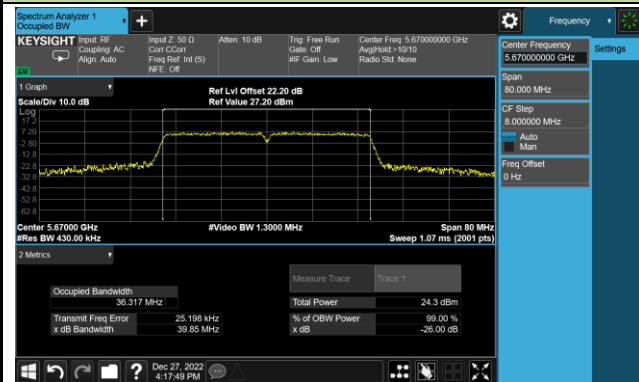 Spectrum Analyzer 1
Occupied BW
▼
+
Frequency
KEYSIGHT
Input: RF
Coupling: AC
Align: Auto
Input Z: 50 Ω
Corr CCorr
Freq Ref: Int (S)
NFE: Off
Atten: 10 dB
Trig: Free Run
Gate: Off
#IF Gain: Low
Center Freq: 5.670000000 GHz
Avg|Hold:>10/10
Radio Std: None
LXI
Center Frequency
5.670000000 GHz
Settings
Span
80.000 MHz
CF Step
8.000000 MHz
Auto
Man
Freq Offset
0 Hz
1 Graph
Scale/Div 10.0 dB
Ref Lvl Offset 22.20 dB
Ref Value 27.20 dBm
Log
17.2
7.20
-2.80
-12.8
-22.8
-32.8
-42.8
-52.8
-62.8
Center 5.67000 GHz
#Res BW 430.00 kHz
#Video BW 1.3000 MHz
Span 80 MHz
Sweep 1.07 ms (2001 pts)
2 Metrics
Measure Trace
Trace 1
Occupied Bandwidth
36.317 MHz
Total Power
24.3 dBm
Transmit Freq Error
25.198 kHz
% of OBW Power
99.00 %
x dB Bandwidth
39.85 MHz
x dB
-26.00 dB
?
Dec 27, 2022
4:17:49 PM